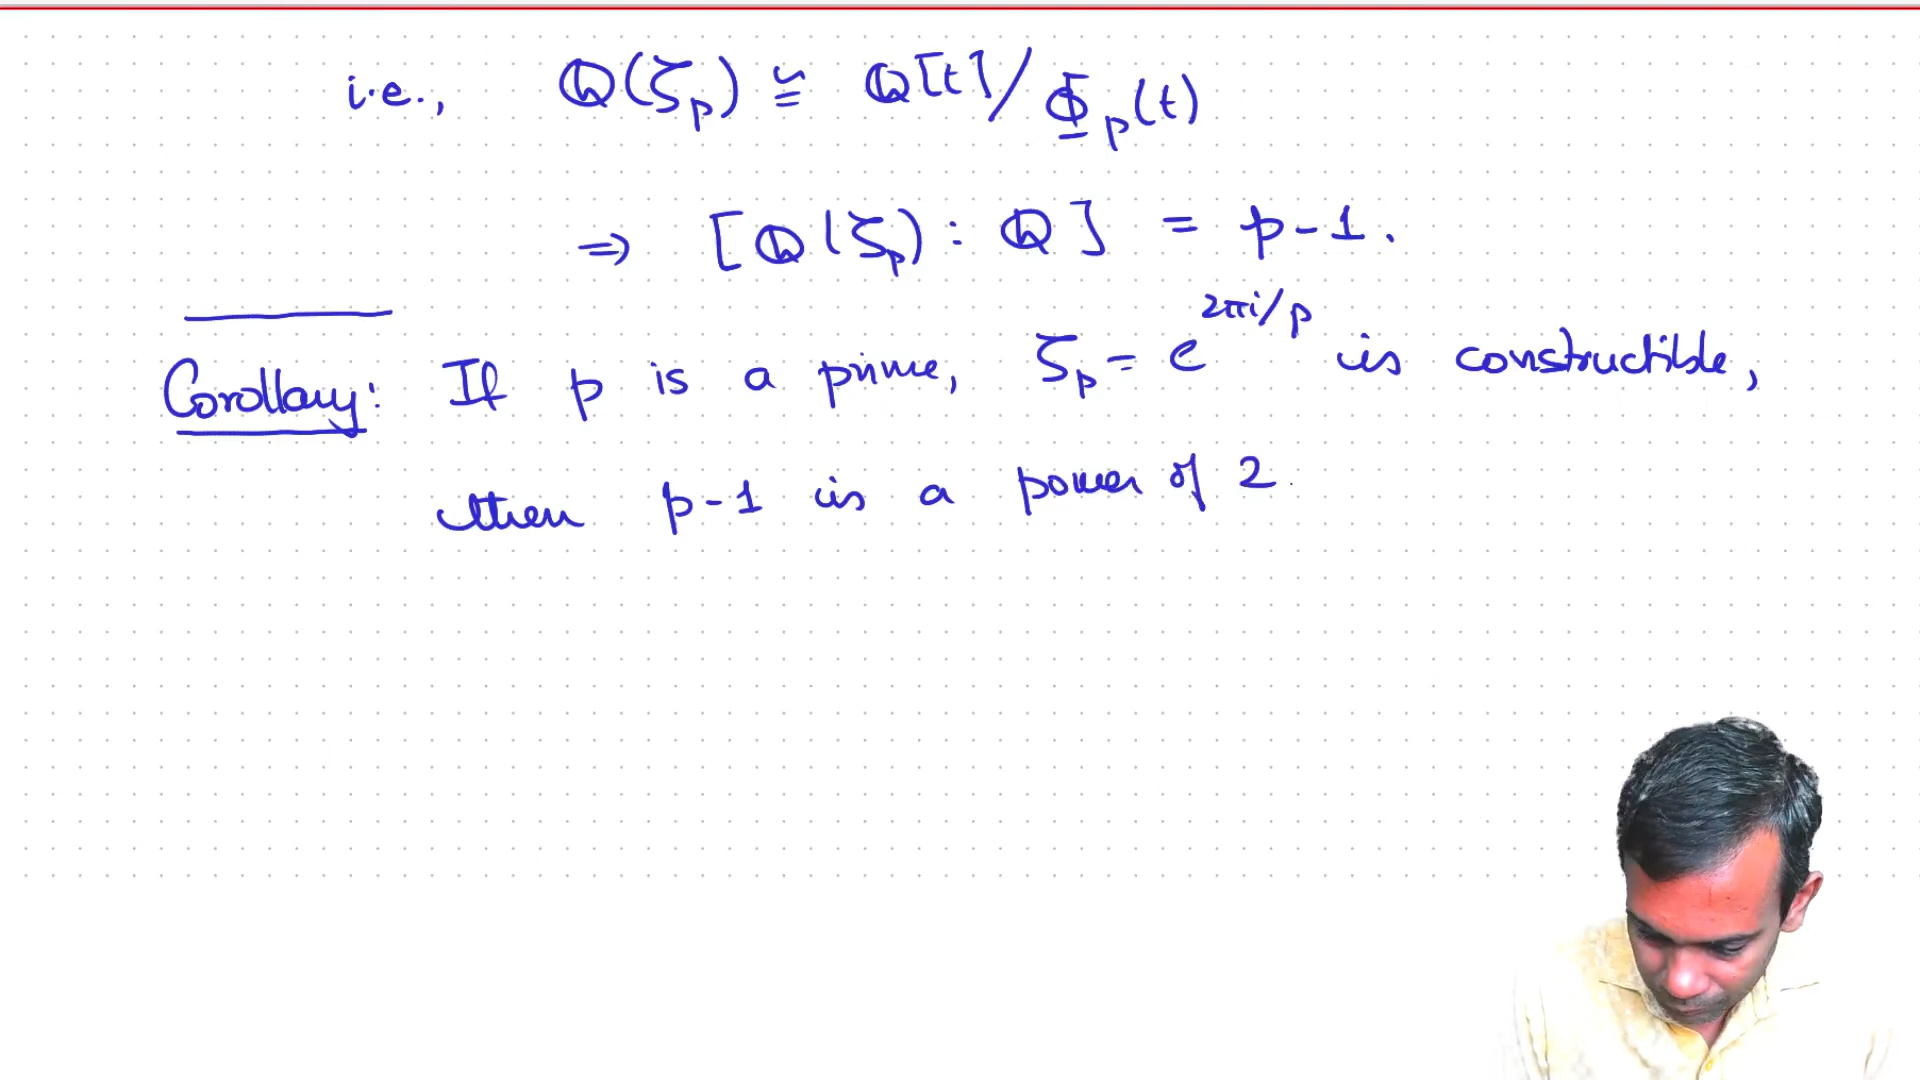 i.e., ℚ(ζ_p) ≅ ℚ[t]/Φ_p(t)
⇒ [ℚ(ζ_p) : ℚ] = p-1.
Corollary: If p is a prime, ζ_p = e^{2πi/p} is constructible,
then p-1 is a power of 2.